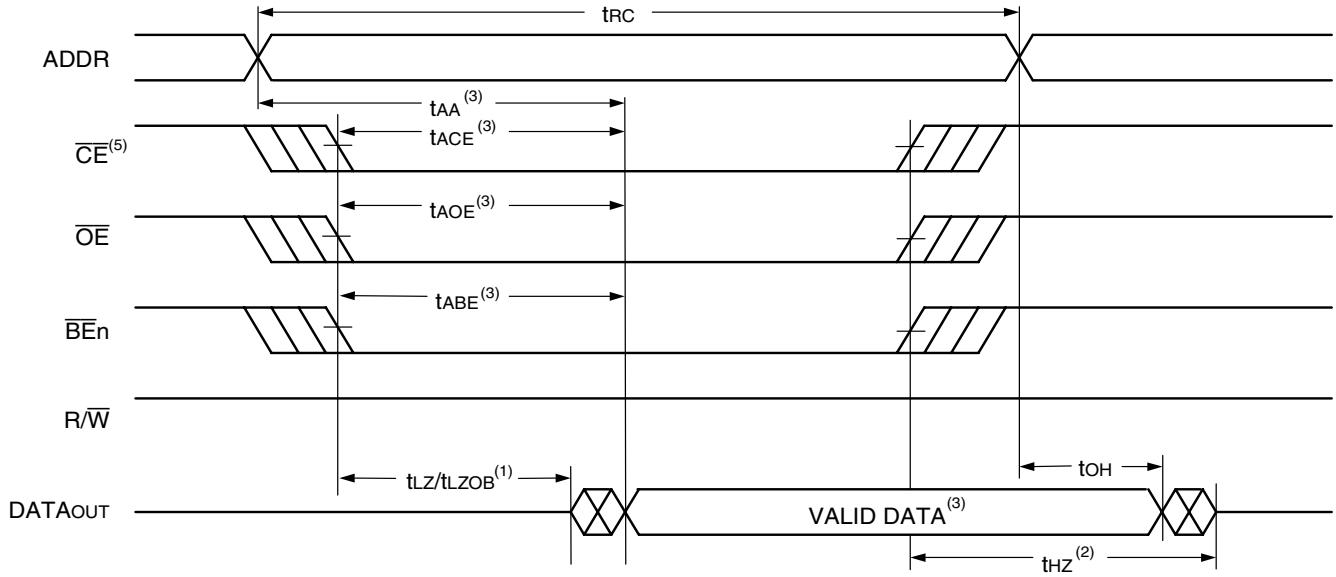 tRC
ADDR
tAA(3)
CE(5)
tACE(3)
OE
tAOE(3)
BEn
tABE(3)
R/W
tLZ/tLZOB(1)
tOH
DATAOUT
VALID DATA(3)
tHZ(2)